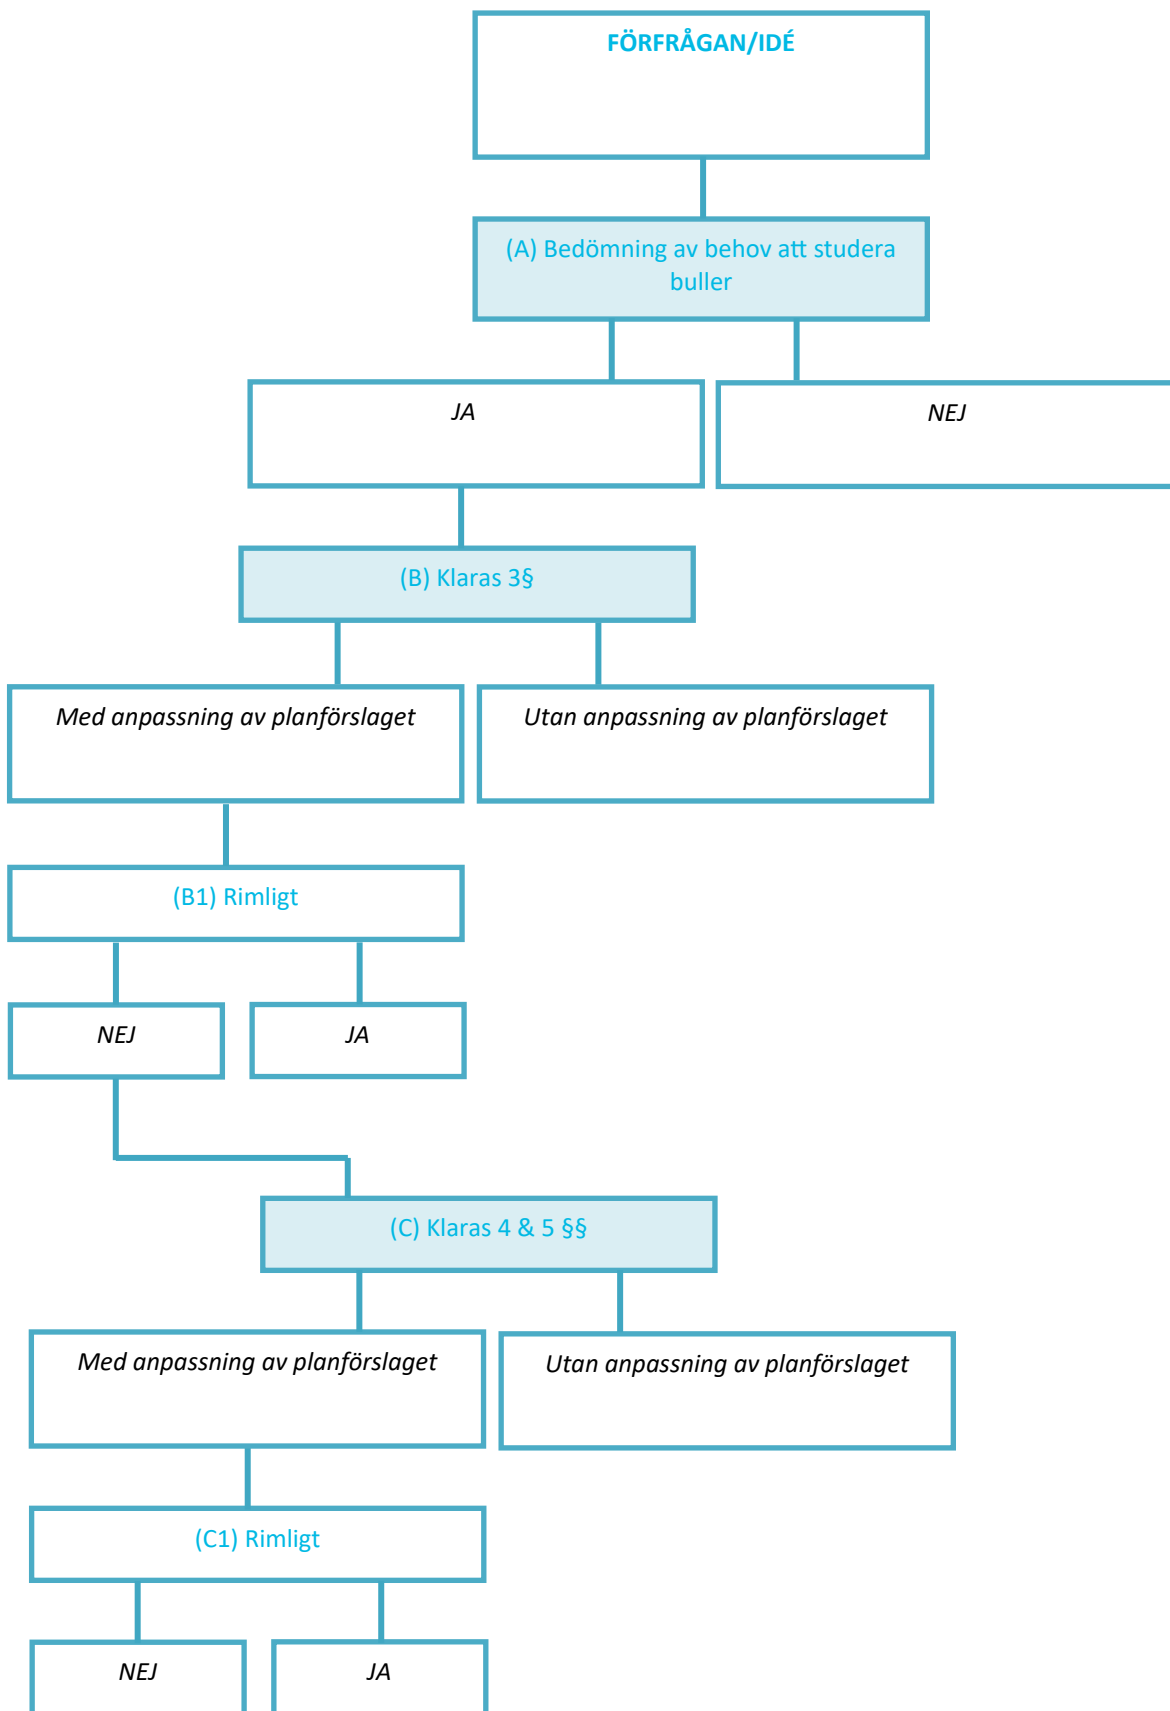 FÖRFRÅGAN/IDÉ
(A) Bedömning av behov att studera
buller
JA
NEJ
(B) Klaras 3§
Med anpassning av planförslaget
Utan anpassning av planförslaget
(B1) Rimligt
NEJ
JA
(C) Klaras 4 & 5 §§
Med anpassning av planförslaget
Utan anpassning av planförslaget
(C1) Rimligt
NEJ
JA